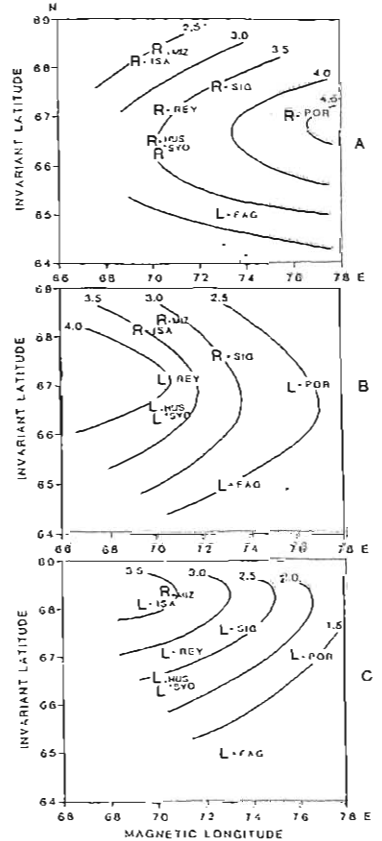 N
69
68
67
66
65
64
INVARIANT LATITUDE
2.5
3.0
3.5
4.0
4.5
R-MIZ
R-ISA
R-SIG
R-REY
R-POR
R-HUS
R-SYO
L-FAG
A
66 68 70 72 74 76 78 E
69
68
67
66
65
64
INVARIANT LATITUDE
3.5
3.0
2.5
4.0
R-MIZ
R-ISA
R-SIG
L-REY
L-POR
L-HUS
L-SYO
L-FAG
B
66 68 70 72 74 76 78 E
69
68
67
66
65
64
INVARIANT LATITUDE
3.5
3.0
2.5
2.0
1.5
R-MIZ
L-ISA
L-SIG
L-REY
L-POR
L-HUS
L-SYO
L-FAG
C
66 68 70 72 74 76 78 E
MAGNETIC LONGITUDE